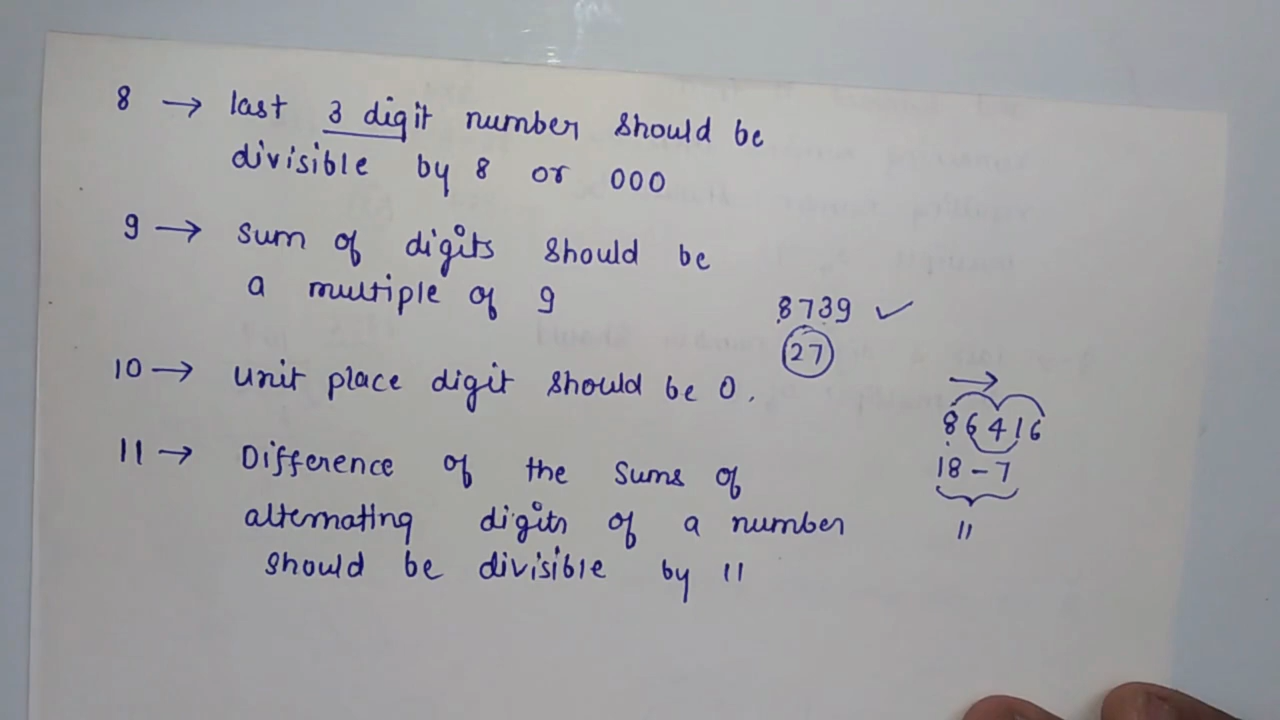 8 → last 3 digit number should be
divisible by 8 or 000
9 → sum of digits should be
a multiple of 9
8739 ✓
27
10 → Unit place digit should be 0.
86416
18 - 7
11
11 → Difference of the sums of
alternating digits of a number
should be divisible by 11